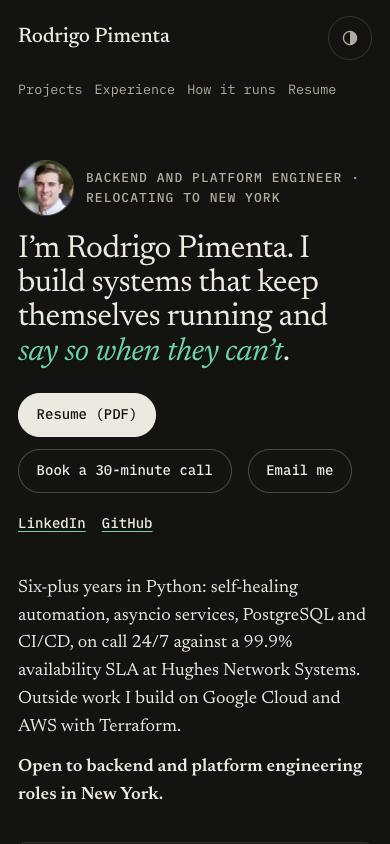 Rodrigo Pimenta
Projects Experience How it runs Resume
BACKEND AND PLATFORM ENGINEER ·
RELOCATING TO NEW YORK
I’m Rodrigo Pimenta. I
build systems that keep
themselves running and
say so when they can’t.
Resume (PDF)
Book a 30-minute call Email me
LinkedIn GitHub
Six-plus years in Python: self-healing
automation, asyncio services, PostgreSQL and
CI/CD, on call 24/7 against a 99.9%
availability SLA at Hughes Network Systems.
Outside work I build on Google Cloud and
AWS with Terraform.
Open to backend and platform engineering
roles in New York.